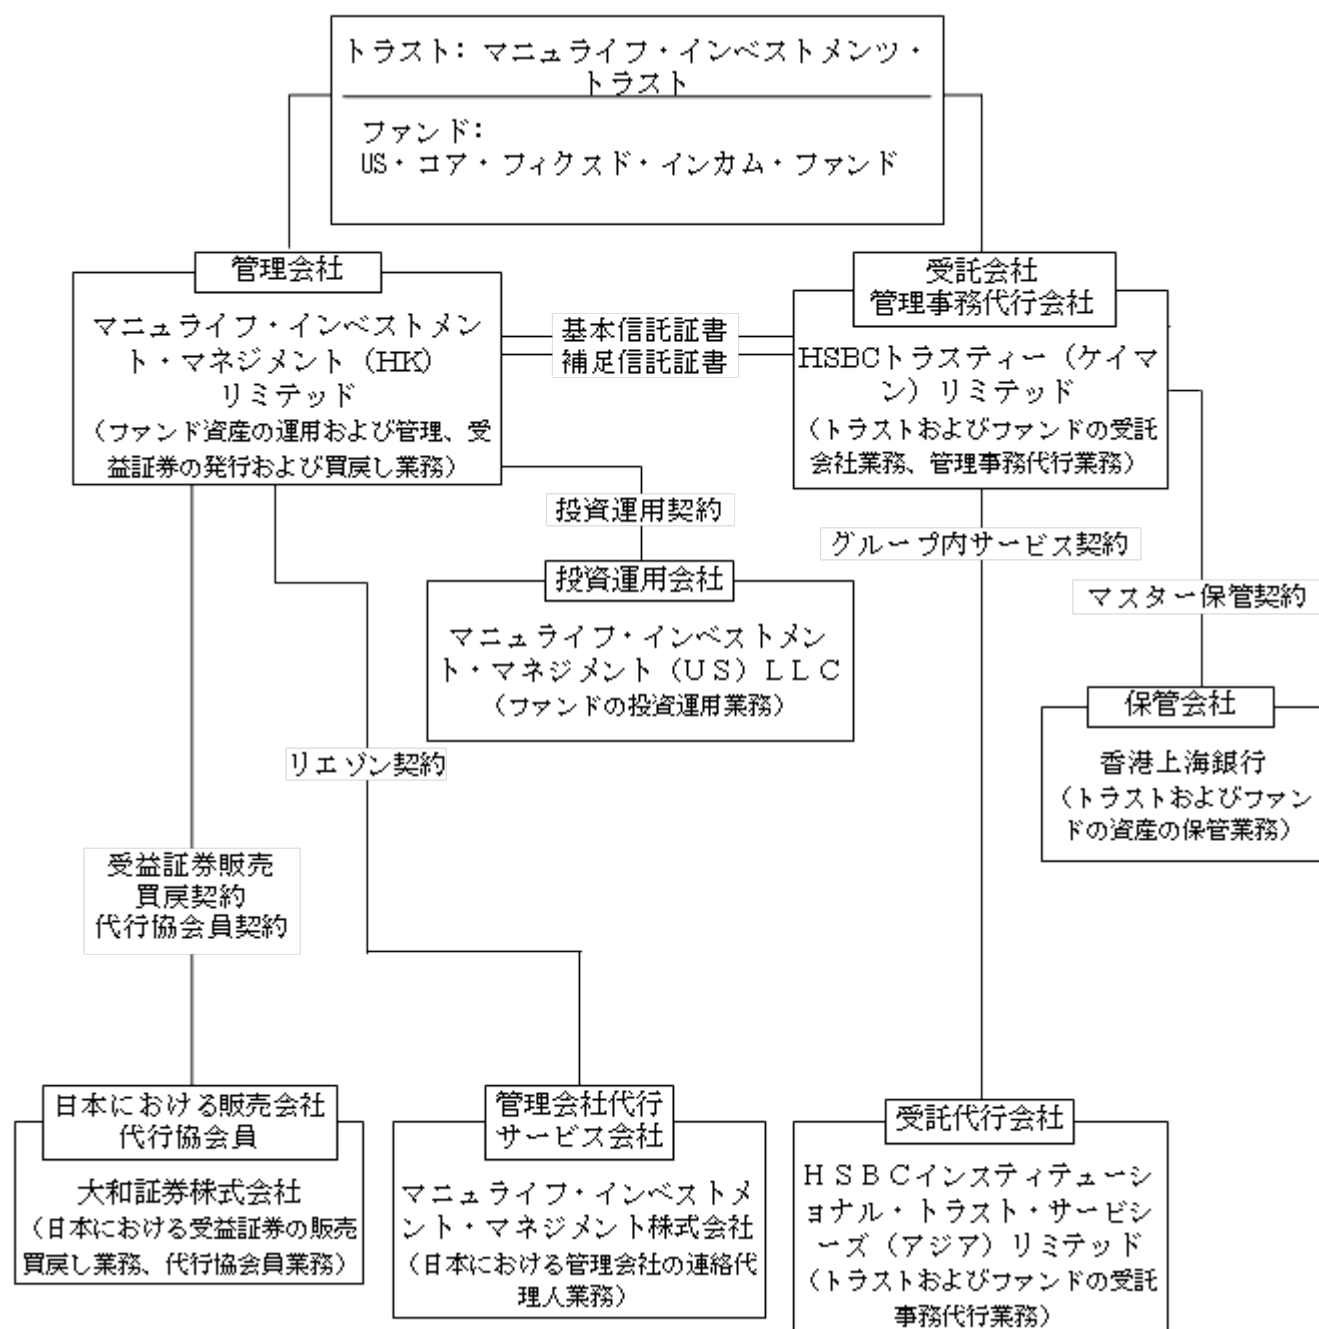 トラスト：マニュライフ・インベストメンツ・
トラスト
ファンド：
US・コア・フィクスド・インカム・ファンド
管理会社
マニュライフ・インベストメン
ト・マネジメント（HK）
リミテッド
（ファンド資産の運用および管理、受
益証券の発行および買戻し業務）
基本信託証書
補足信託証書
受託会社
管理事務代行会社
HSBCトラスティー（ケイマ
ン）リミテッド
（トラストおよびファンドの受託
会社業務、管理事務代行業務）
投資運用契約
グループ内サービス契約
マスター保管契約
投資運用会社
マニュライフ・インベストメン
ト・マネジメント（ＵＳ）ＬＬＣ
（ファンドの投資運用業務）
保管会社
香港上海銀行
（トラストおよびファン
ドの資産の保管業務）
リエゾン契約
受益証券販売
買戻契約
代行協会員契約
日本における販売会社
代行協会員
大和証券株式会社
（日本における受益証券の販売
買戻し業務、代行協会員業務）
管理会社代行
サービス会社
マニュライフ・インベストメ
ント・マネジメント株式会社
（日本における管理会社の連絡代
理人業務）
受託代行会社
ＨＳＢＣインスティテューシ
ョナル・トラスト・サービシ
ーズ（アジア）リミテッド
（トラストおよびファンドの受託
事務代行業務）